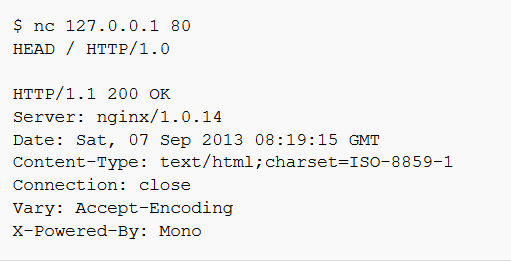 $ nc 127.0.0.1 80
HEAD / HTTP/1.0
HTTP/1.1 200 OK
Server: nginx/1.0.14
Date: Sat, 07 Sep 2013 08:19:15 GMT
Content-Type: text/html;charset=ISO-8859-1
Connection: close
Vary: Accept-Encoding
X-Powered-By: Mono